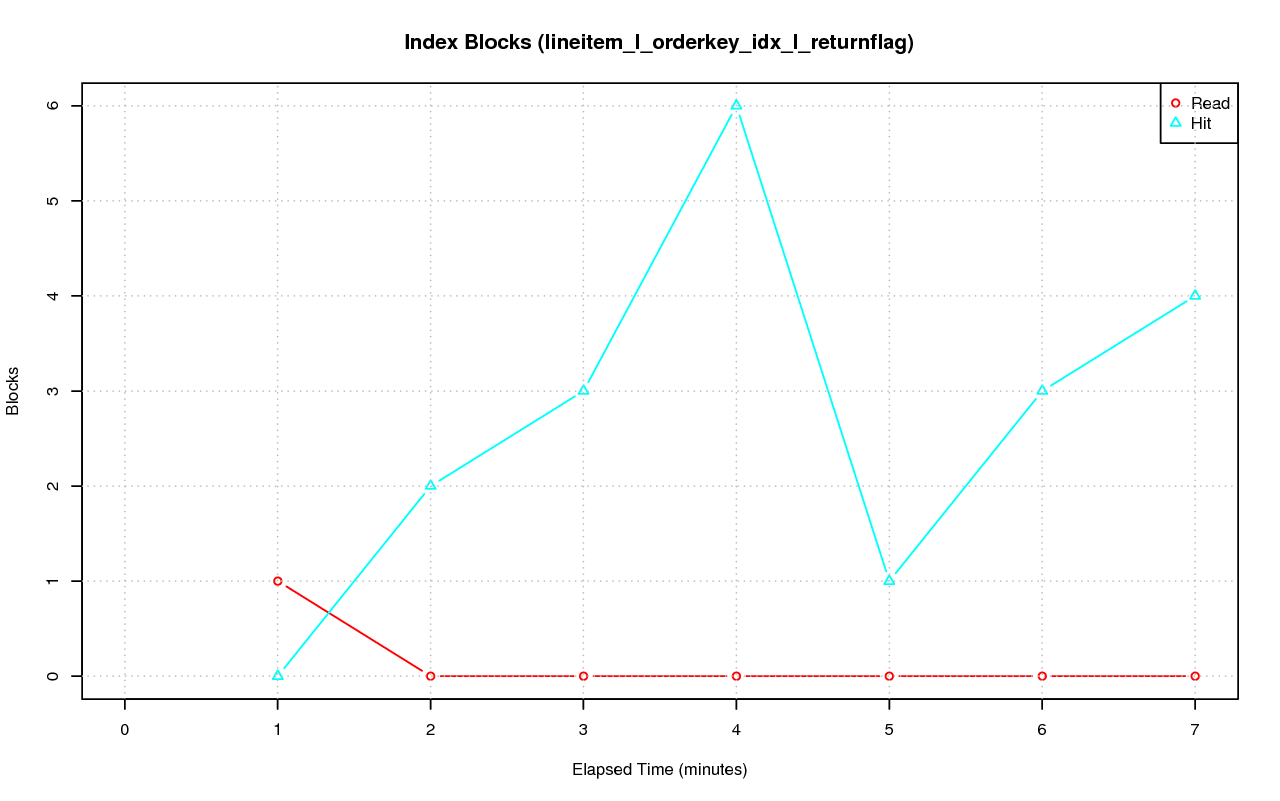 Index Blocks (lineitem_l_orderkey_idx_l_returnflag)
Read
Hit
6
5
4
3
2
1
0
Blocks
0 1 2 3 4 5 6 7
Elapsed Time (minutes)